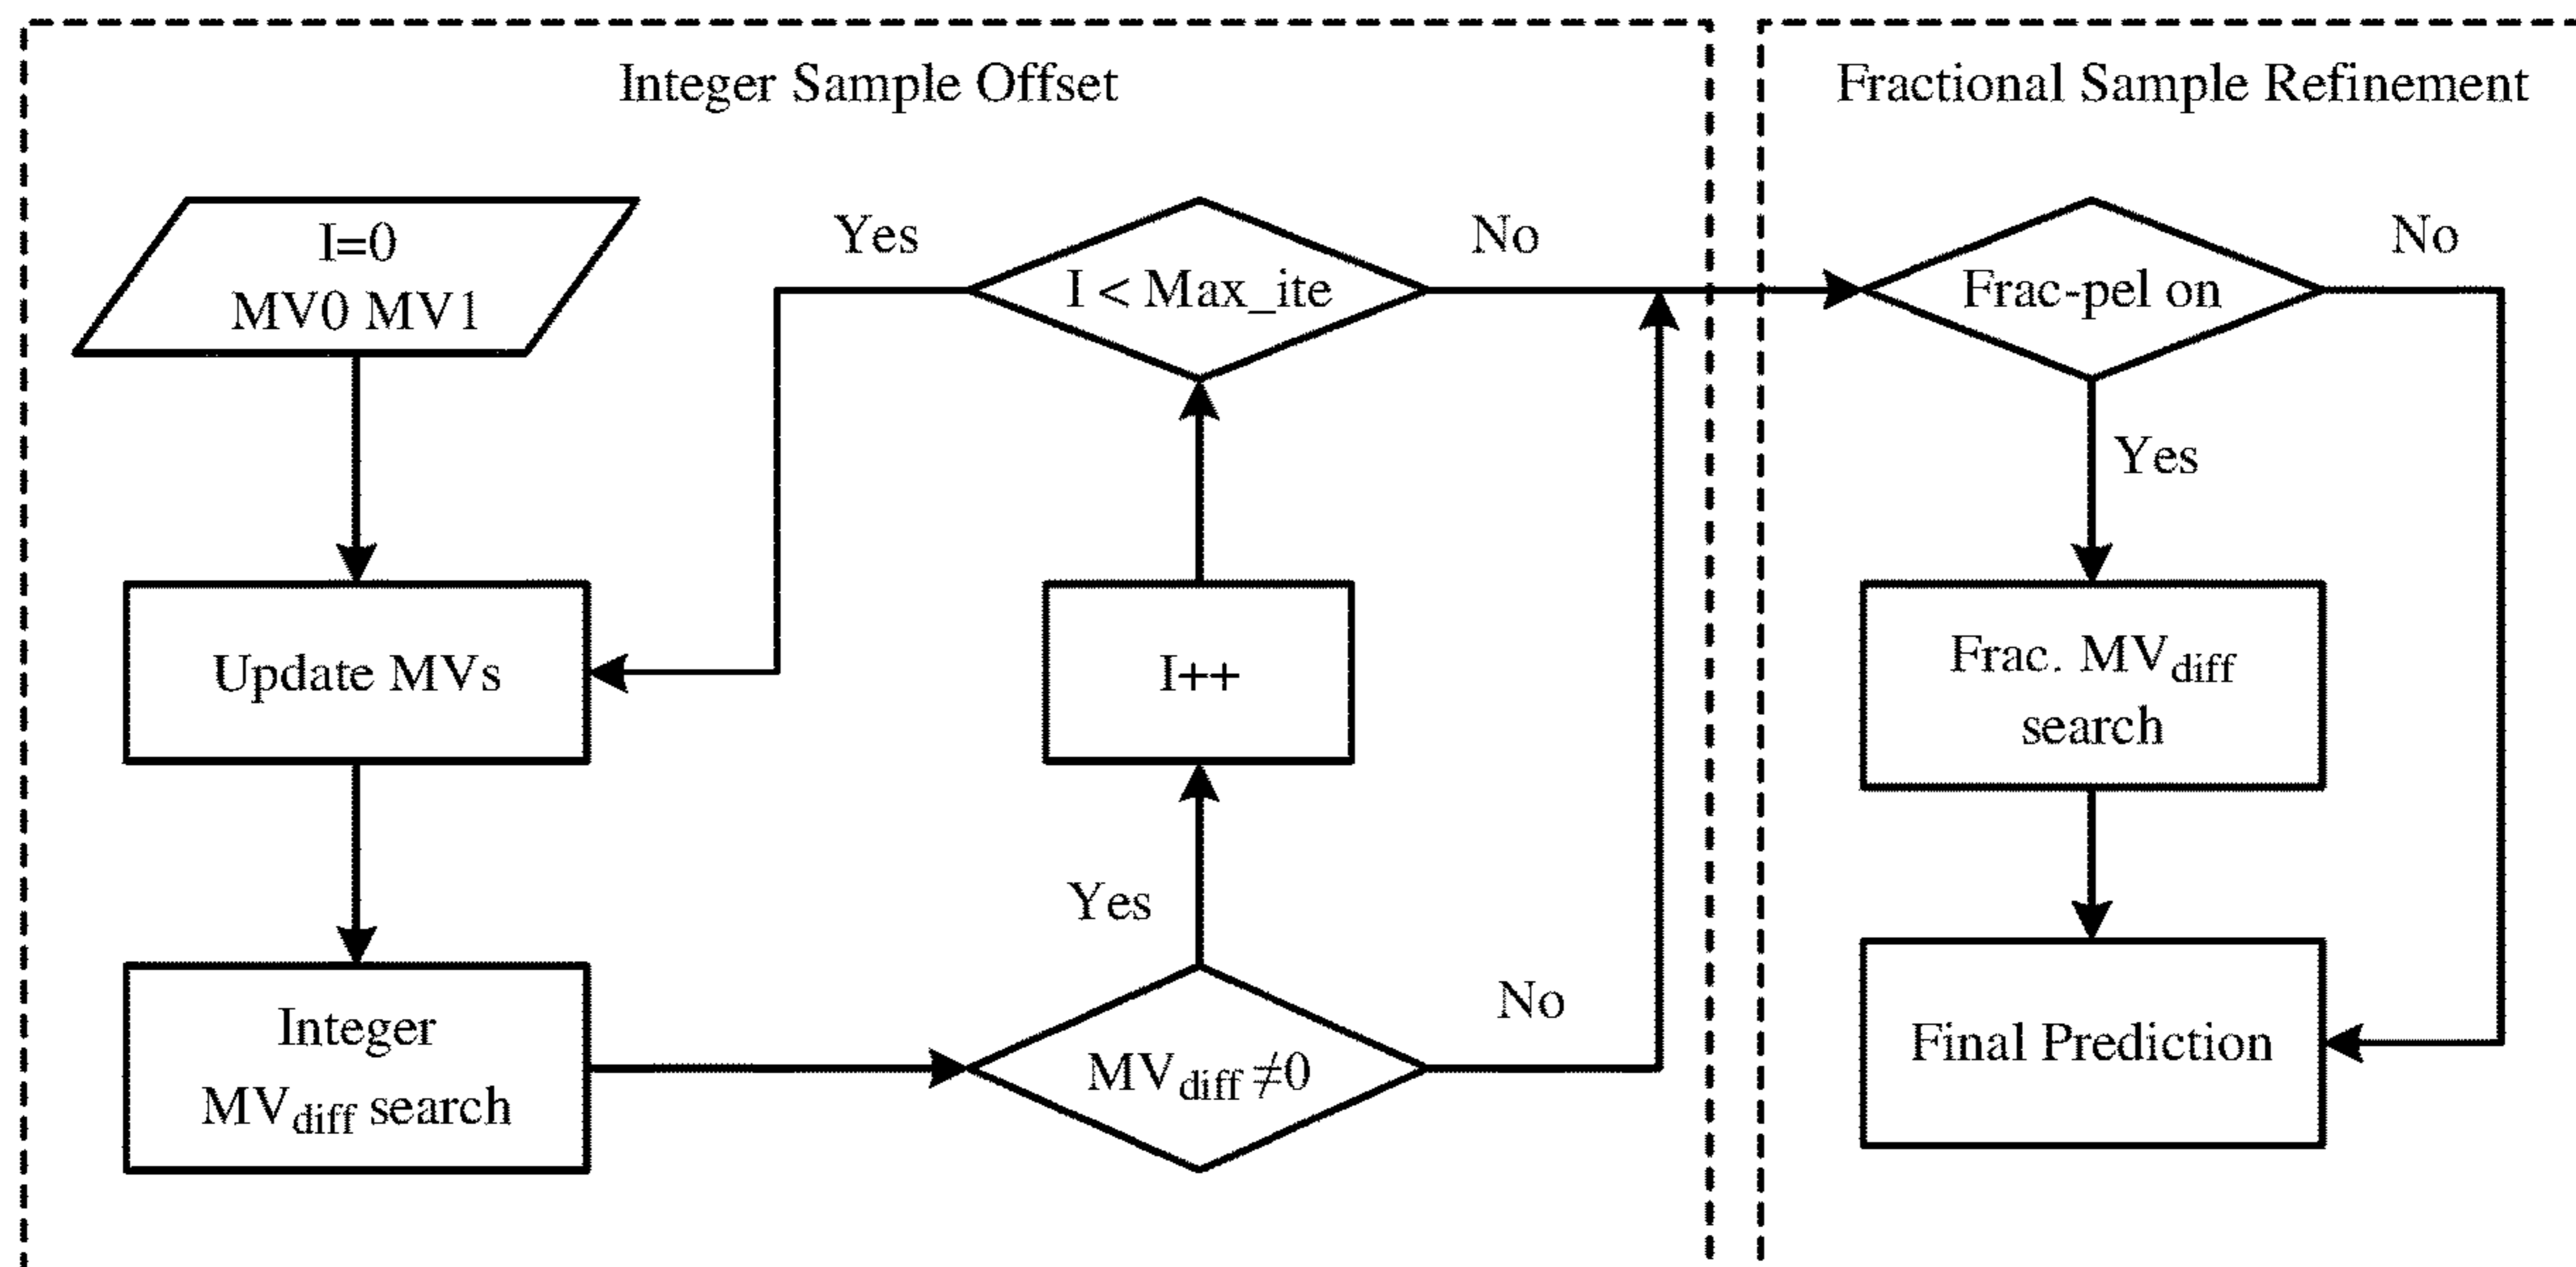 Integer Sample Offset
I=0
MV0 MV1
Yes
I < Max_ite
No
Update MVs
I++
Yes
Integer
MVdiff search
MVdiff ≠0
No
Fractional Sample Refinement
Frac-pel on
No
Yes
Frac. MVdiff
search
Final Prediction